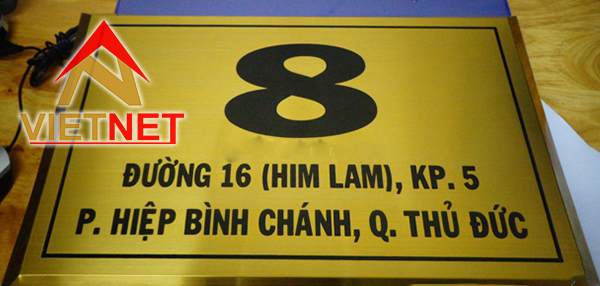 8
VIETNET
ĐƯỜNG 16 (HIM LAM), KP. 5
P. HIỆP BÌNH CHÁNH, Q. THỦ ĐỨC